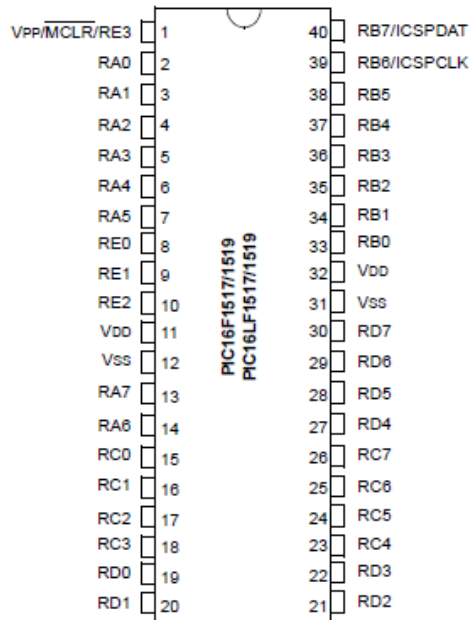 VPP/MCLR/RE3 1 40 RB7/ICSPDAT
RA0 2 39 RB6/ICSPCLK
RA1 3 38 RB5
RA2 4 37 RB4
RA3 5 36 RB3
RA4 6 35 RB2
RA5 7 34 RB1
RE0 8 33 RB0
RE1 9 32 VDD
RE2 10 31 VSS
VDD 11 30 RD7
VSS 12 29 RD6
RA7 13 28 RD5
RA6 14 27 RD4
RC0 15 26 RC7
RC1 16 25 RC6
RC2 17 24 RC5
RC3 18 23 RC4
RD0 19 22 RD3
RD1 20 21 RD2
PIC16F1517/1519
PIC16LF1517/1519